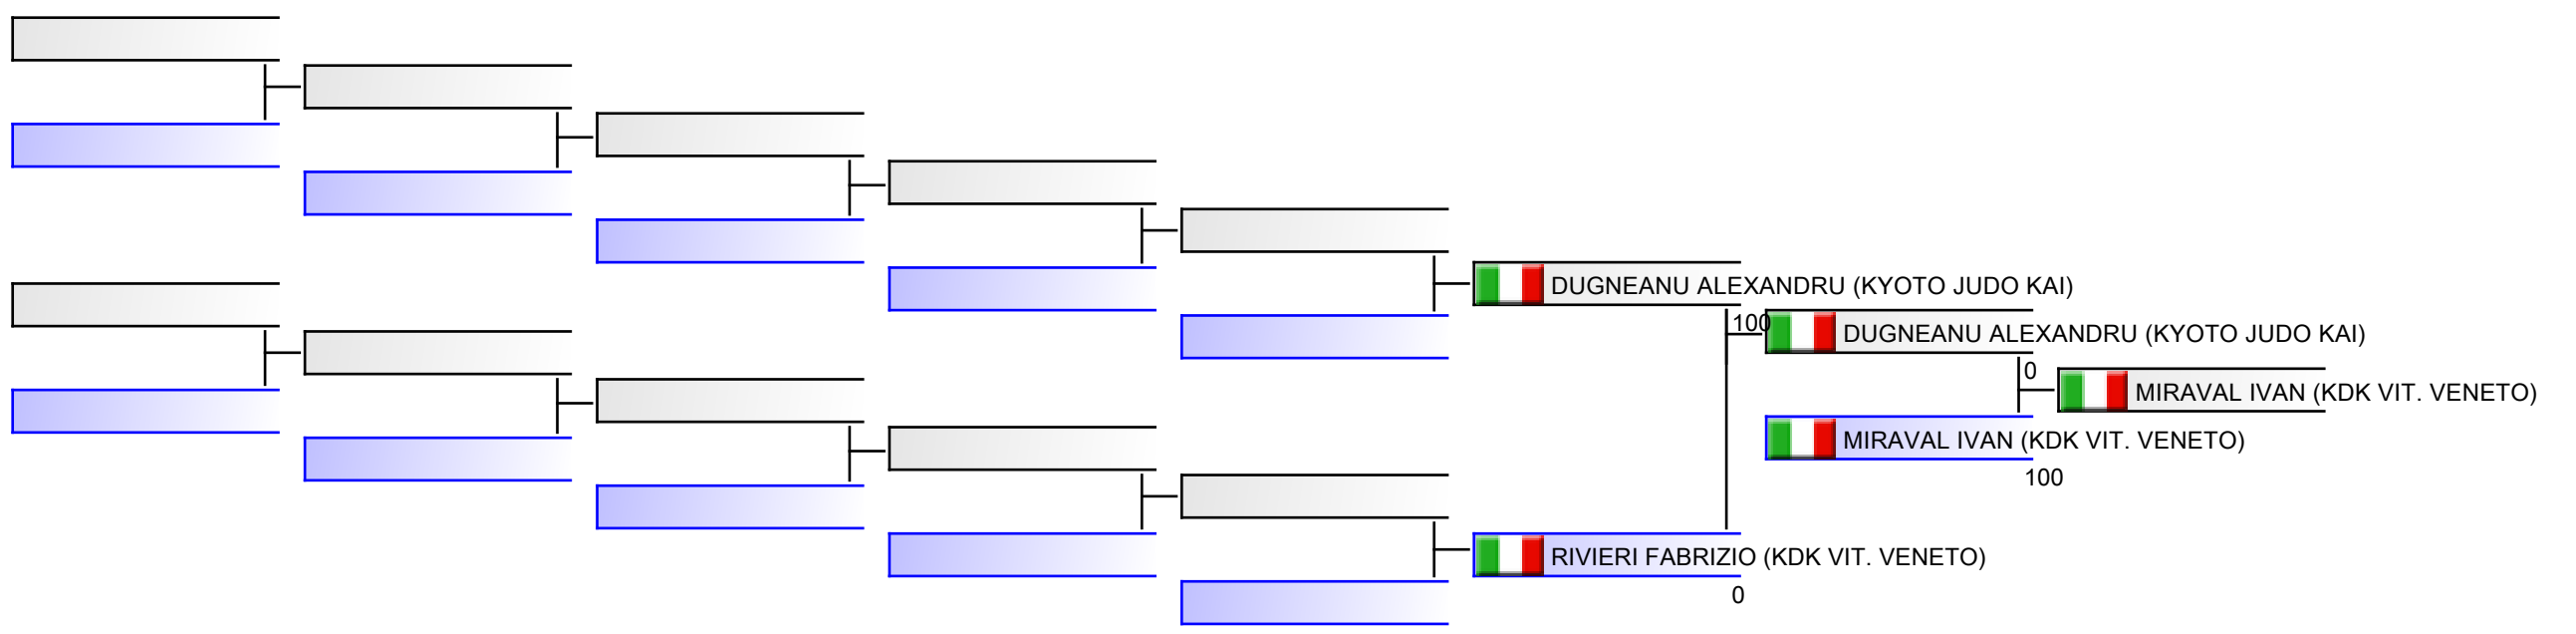 DUGNEANU ALEXANDRU (KYOTO JUDO KAI)
100
DUGNEANU ALEXANDRU (KYOTO JUDO KAI)
0
MIRAVAL IVAN (KDK VIT. VENETO)
MIRAVAL IVAN (KDK VIT. VENETO)
100
RIVIERI FABRIZIO (KDK VIT. VENETO)
0